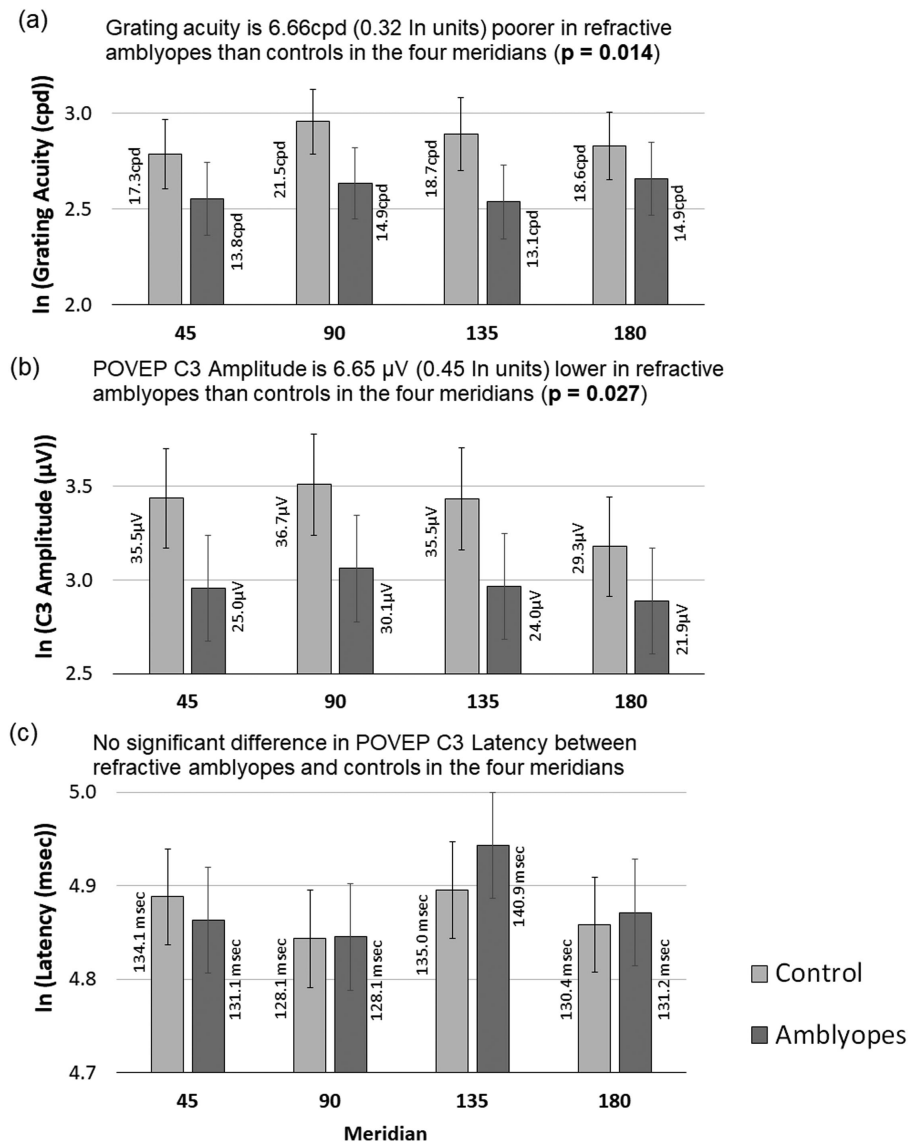 (a)
Grating acuity is 6.66cpd (0.32 ln units) poorer in refractive
amblyopes than controls in the four meridians (p = 0.014)
ln (Grating Acuity (cpd))
3.0
2.5
2.0
17.3cpd
13.8cpd
21.5cpd
14.9cpd
18.7cpd
13.1cpd
18.6cpd
14.9cpd
45 90 135 180
(b)
POVEP C3 Amplitude is 6.65 µV (0.45 ln units) lower in refractive
amblyopes than controls in the four meridians (p = 0.027)
ln (C3 Amplitude (µV))
3.5
3.0
2.5
35.5µV
25.0µV
36.7µV
30.1µV
35.5µV
24.0µV
29.3µV
21.9µV
45 90 135 180
(c)
No significant difference in POVEP C3 Latency between
refractive amblyopes and controls in the four meridians
ln (Latency (msec))
5.0
4.9
4.8
4.7
134.1 msec
131.1 msec
128.1 msec
128.1 msec
135.0 msec
140.9 msec
130.4 msec
131.2 msec
45 90 135 180
Meridian
Control
Amblyopes